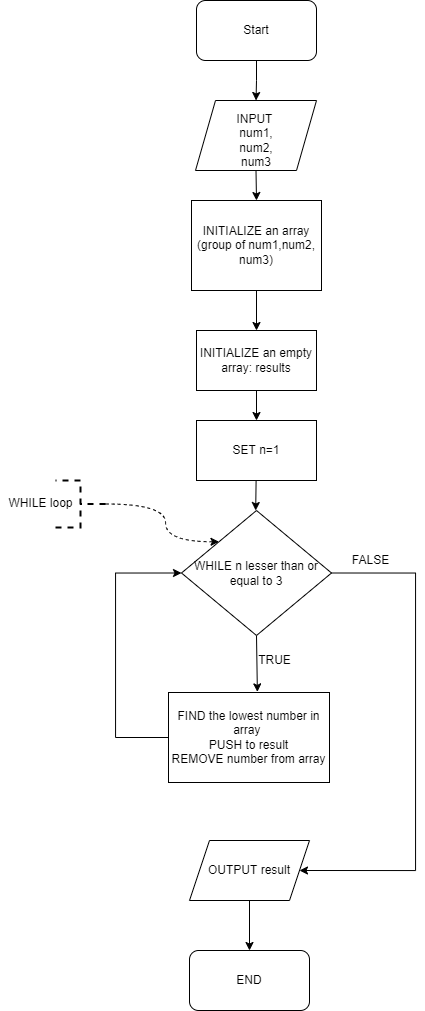 Start
INPUT
num1,
num2,
num3
INITIALIZE an array
(group of num1,num2,
num3)
INITIALIZE an empty
array: results
SET n=1
WHILE loop
WHILE n lesser than or
equal to 3
FALSE
TRUE
FIND the lowest number in
array
PUSH to result
REMOVE number from array
OUTPUT result
END